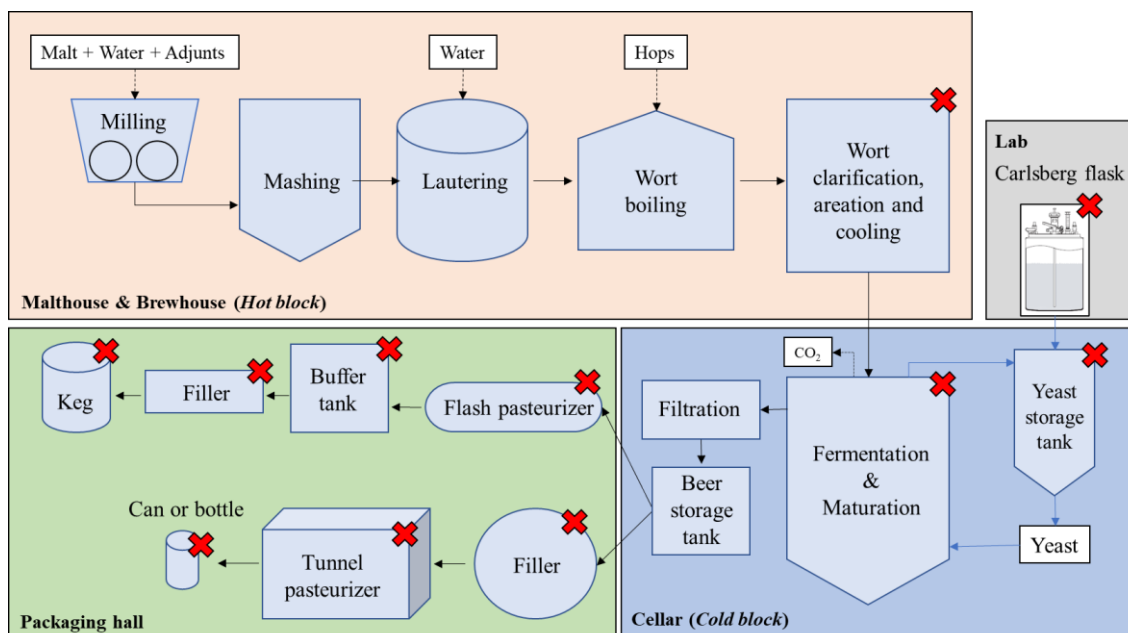 Malt + Water + Adjunts
Water
Hops
Milling
Mashing
Lautering
Wort
boiling
Wort
clarification,
areation and
cooling
Malthouse & Brewhouse (Hot block)
Lab
Carlsberg flask
Keg
Filler
Buffer
tank
Flash pasteurizer
Can or bottle
Tunnel
pasteurizer
Filler
Packaging hall
CO₂
Filtration
Beer
storage
tank
Fermentation
&
Maturation
Yeast
storage
tank
Yeast
Cellar (Cold block)